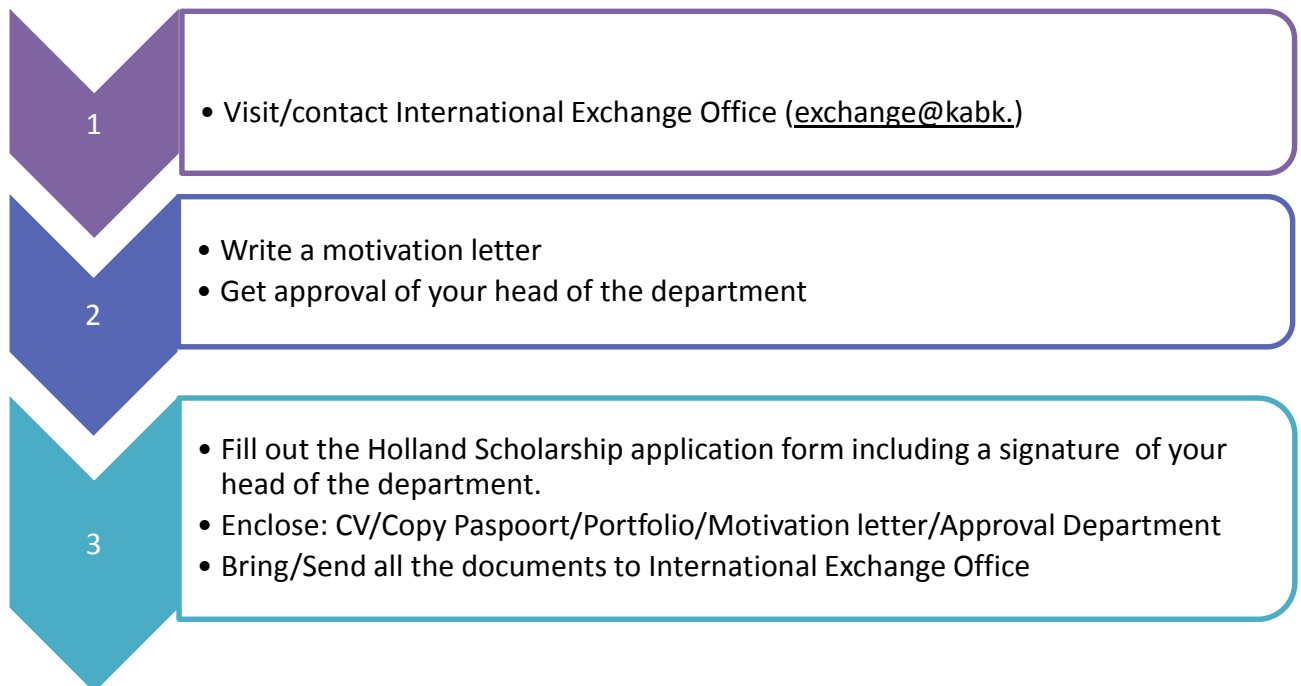 1
• Visit/contact International Exchange Office (exchange@kabk.)
2
• Write a motivation letter
• Get approval of your head of the department
3
• Fill out the Holland Scholarship application form including a signature  of your
head of the department.
• Enclose: CV/Copy Paspoort/Portfolio/Motivation letter/Approval Department
• Bring/Send all the documents to International Exchange Office